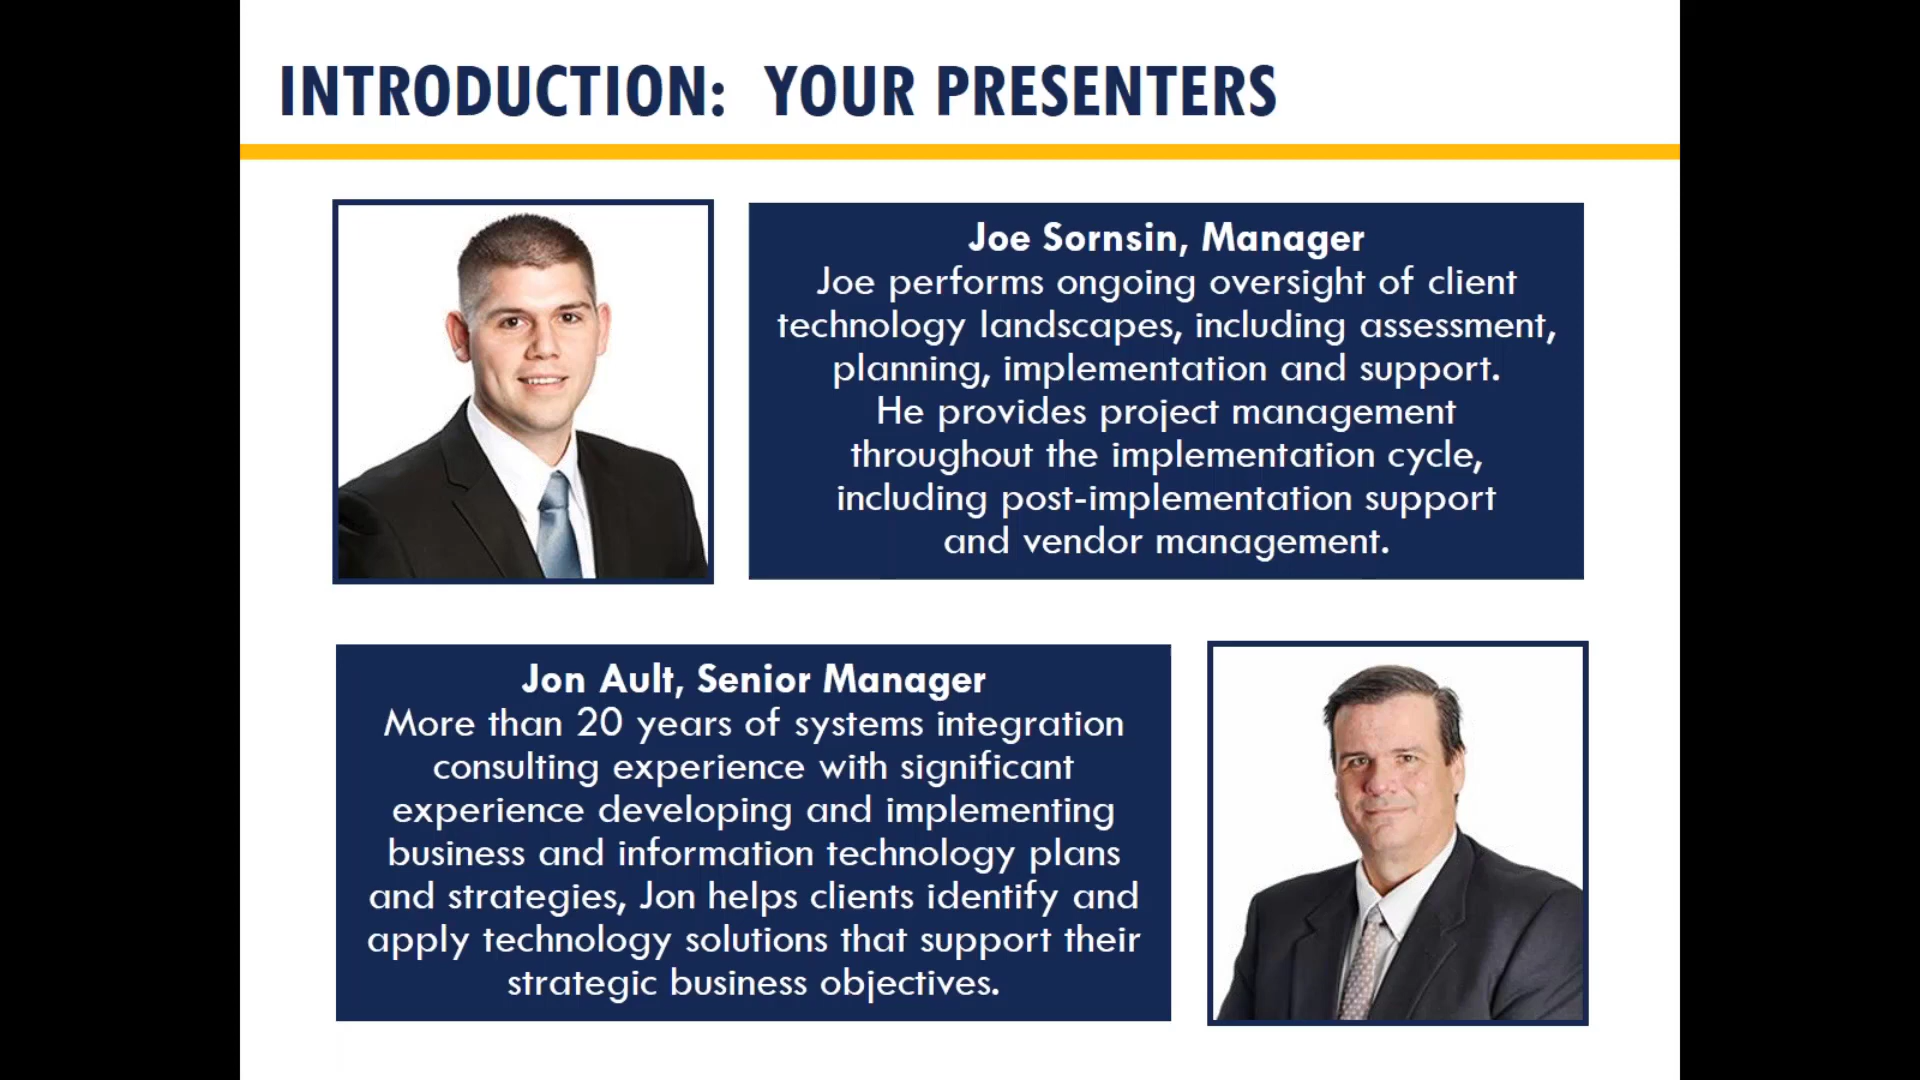 INTRODUCTION: YOUR PRESENTERS
Joe Sornsin, Manager
Joe performs ongoing oversight of client
technology landscapes, including assessment,
planning, implementation and support.
He provides project management
throughout the implementation cycle,
including post-implementation support
and vendor management.
Jon Ault, Senior Manager
More than 20 years of systems integration
consulting experience with significant
experience developing and implementing
business and information technology plans
and strategies, Jon helps clients identify and
apply technology solutions that support their
strategic business objectives.